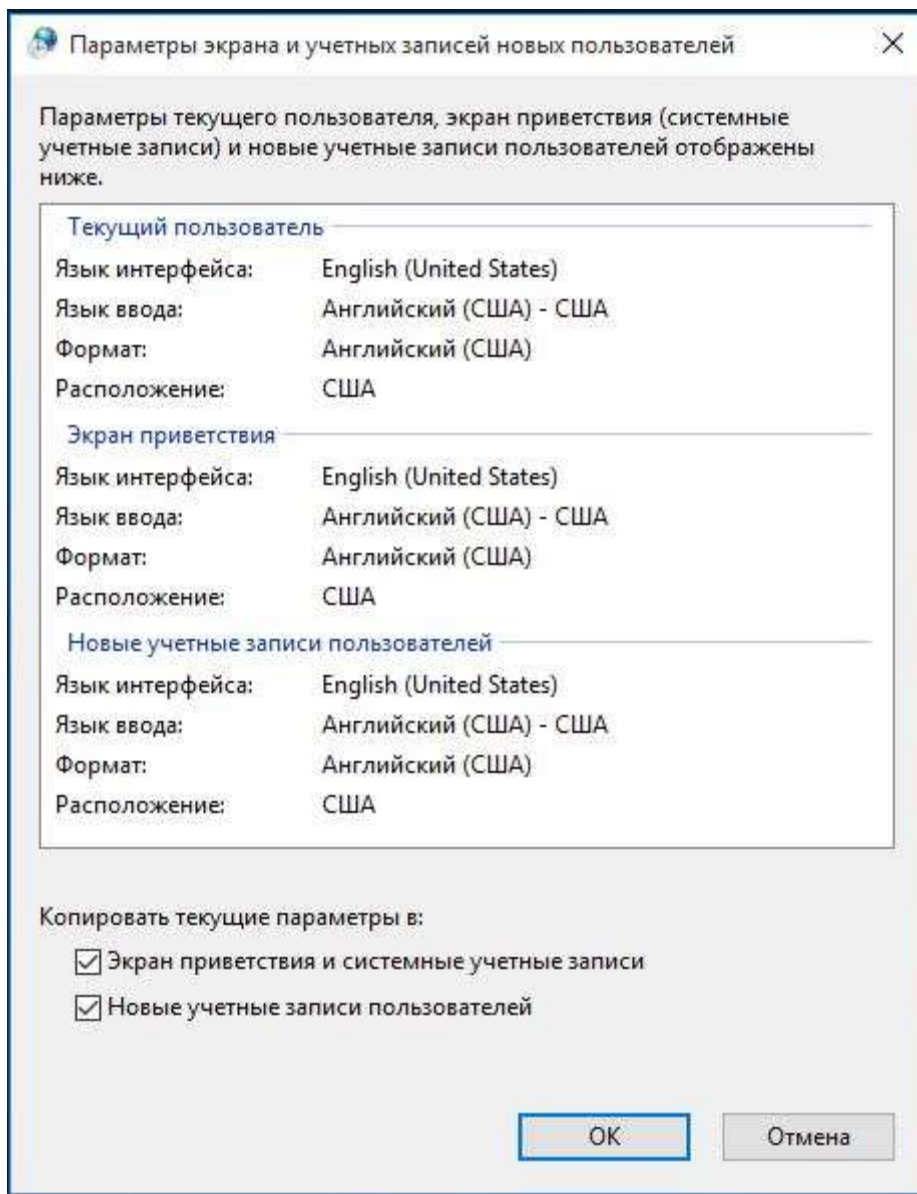 Параметры экрана и учетных записей новых пользователей
Параметры текущего пользователя, экран приветствия (системные
учетные записи) и новые учетные записи пользователей отображены
ниже.
Текущий пользователь
Язык интерфейса: English (United States)
Язык ввода: Английский (США) - США
Формат: Английский (США)
Расположение: США
Экран приветствия
Язык интерфейса: English (United States)
Язык ввода: Английский (США) - США
Формат: Английский (США)
Расположение: США
Новые учетные записи пользователей
Язык интерфейса: English (United States)
Язык ввода: Английский (США) - США
Формат: Английский (США)
Расположение: США
Копировать текущие параметры в:
Экран приветствия и системные учетные записи
Новые учетные записи пользователей
ОК Отмена